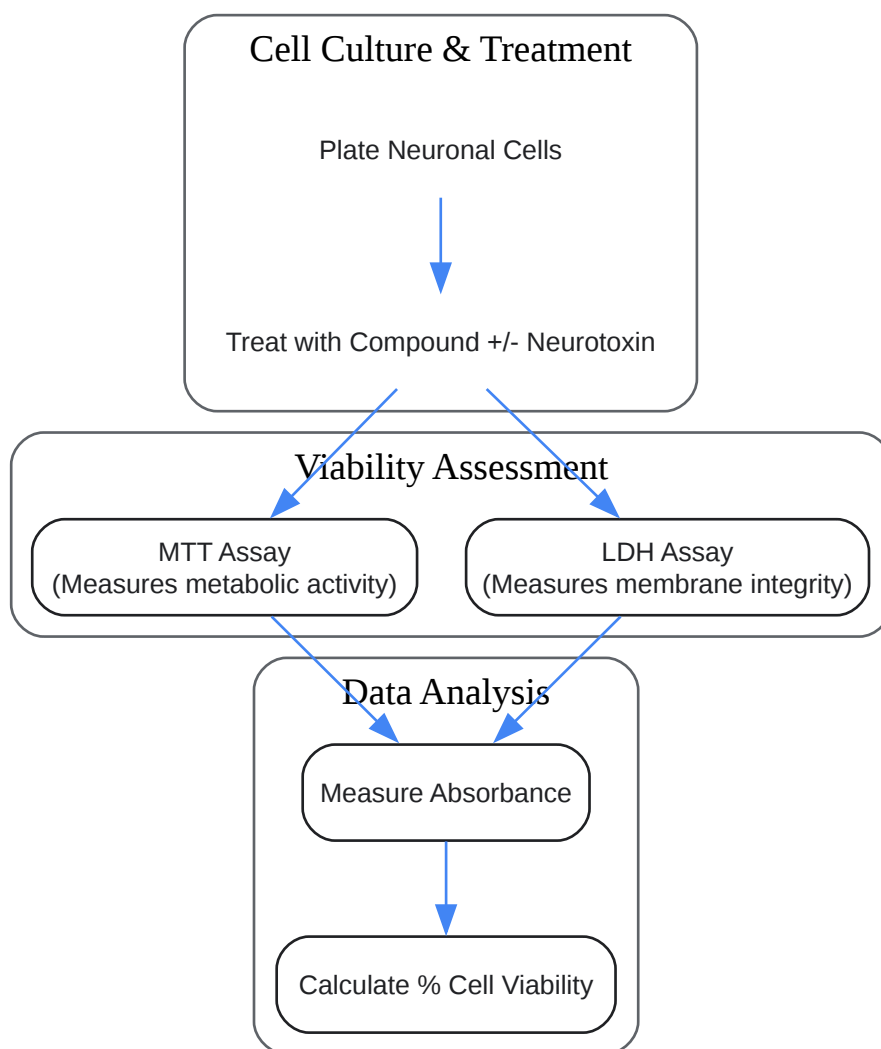 Cell Culture & Treatment
Plate Neuronal Cells
Treat with Compound +/- Neurotoxin
Viability Assessment
MTT Assay
(Measures metabolic activity)
LDH Assay
(Measures membrane integrity)
Data Analysis
Measure Absorbance
Calculate % Cell Viability